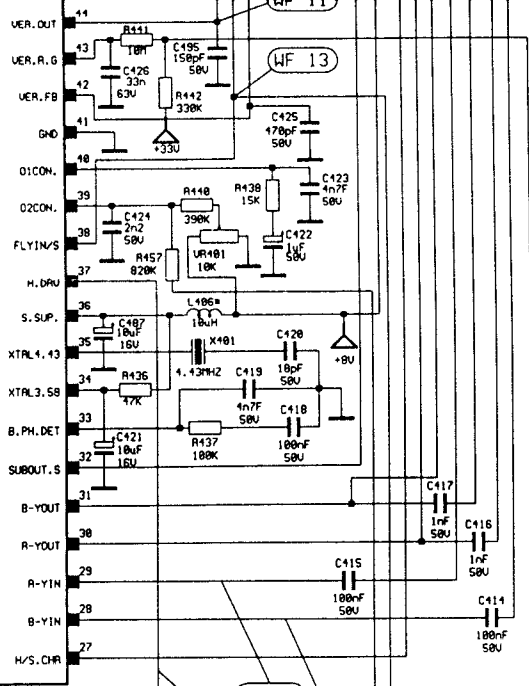 WF 11
44
VER.OUT
43
R441
10M
C495
150pF
50V
VER.R.G
C426
33n
63V
WF 13
42
VER.FB
R442
330K
C425
470pF
50V
41
GND
+33V
40
O1CON.
R438
15K
C423
4n7F
50V
39
O2CON.
R440
390K
C424
2n2
50V
C422
1uF
50V
38
FLYIN/S
R457
820K
VR401
10K
37
H.DRV
L406*
10uH
36
S.SUP.
C487
10uF
16V
X401
4.43MHZ
C420
18pF
50V
+8V
35
XTAL4.43
C419
4n7F
50V
34
XTAL3.58
R436
47K
C418
100nF
50V
33
B.PH.DET
R437
100K
C421
10uF
16V
32
SUBOUT.S
31
B-YOUT
C417
1nF
50V
30
R-YOUT
C416
1nF
50V
29
R-YIN
C415
100nF
50V
28
B-YIN
C414
100nF
50V
27
H/S.CHR